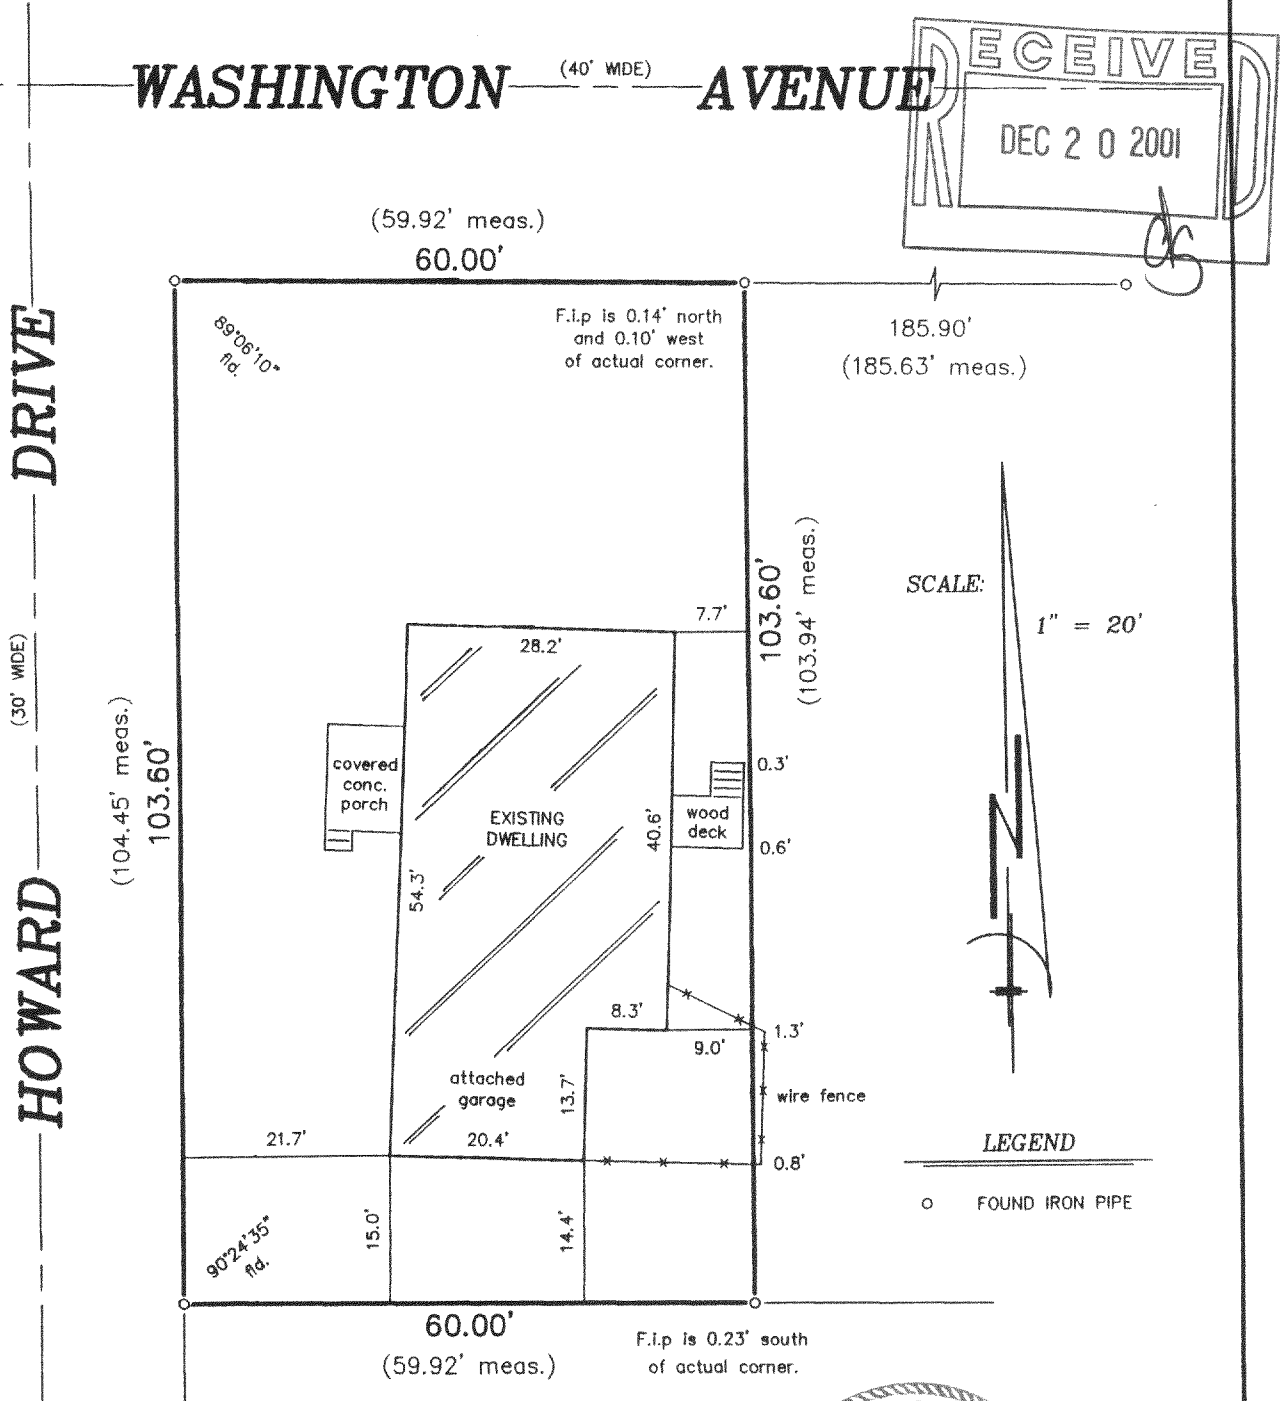 WASHINGTON (40' WIDE) AVENUE
RECEIVED
DEC 20 2001
(59.92' meas.)
60.00'
F.i.p is 0.14' north
and 0.10' west
of actual corner.
89°06'10"
fld.
185.90'
(185.63' meas.)
HOWARD (30' WIDE) DRIVE
(104.45' meas.)
103.60'
103.60'
(103.94' meas.)
SCALE:
1" = 20'
7.7'
28.2'
covered
conc.
porch
EXISTING
DWELLING
40.6'
54.3'
0.3'
wood
deck
0.6'
N
8.3'
1.3'
9.0'
attached
garage
13.7'
wire fence
21.7'
20.4'
0.8'
LEGEND
FOUND IRON PIPE
15.0'
14.4'
90°24'35"
fld.
60.00'
(59.92' meas.)
F.i.p is 0.23' south
of actual corner.